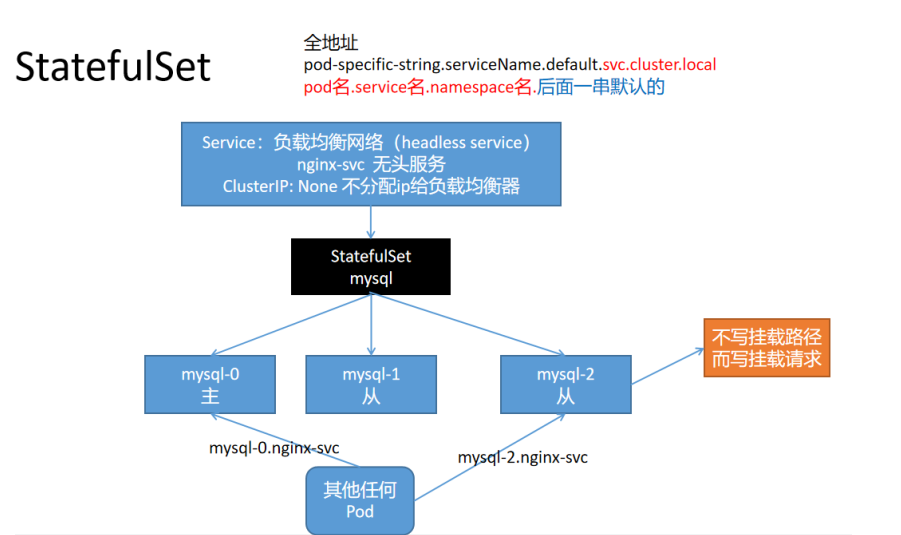 StatefulSet
全地址
pod-specific-string.serviceName.default.svc.cluster.local
pod名.service名.namespace名.后面一串默认的
Service：负载均衡网络（headless service）
nginx-svc 无头服务
ClusterIP: None 不分配ip给负载均衡器
StatefulSet
mysql
不写挂载路径
而写挂载请求
mysql-0
主
mysql-1
从
mysql-2
从
mysql-0.nginx-svc
mysql-2.nginx-svc
其他任何
Pod